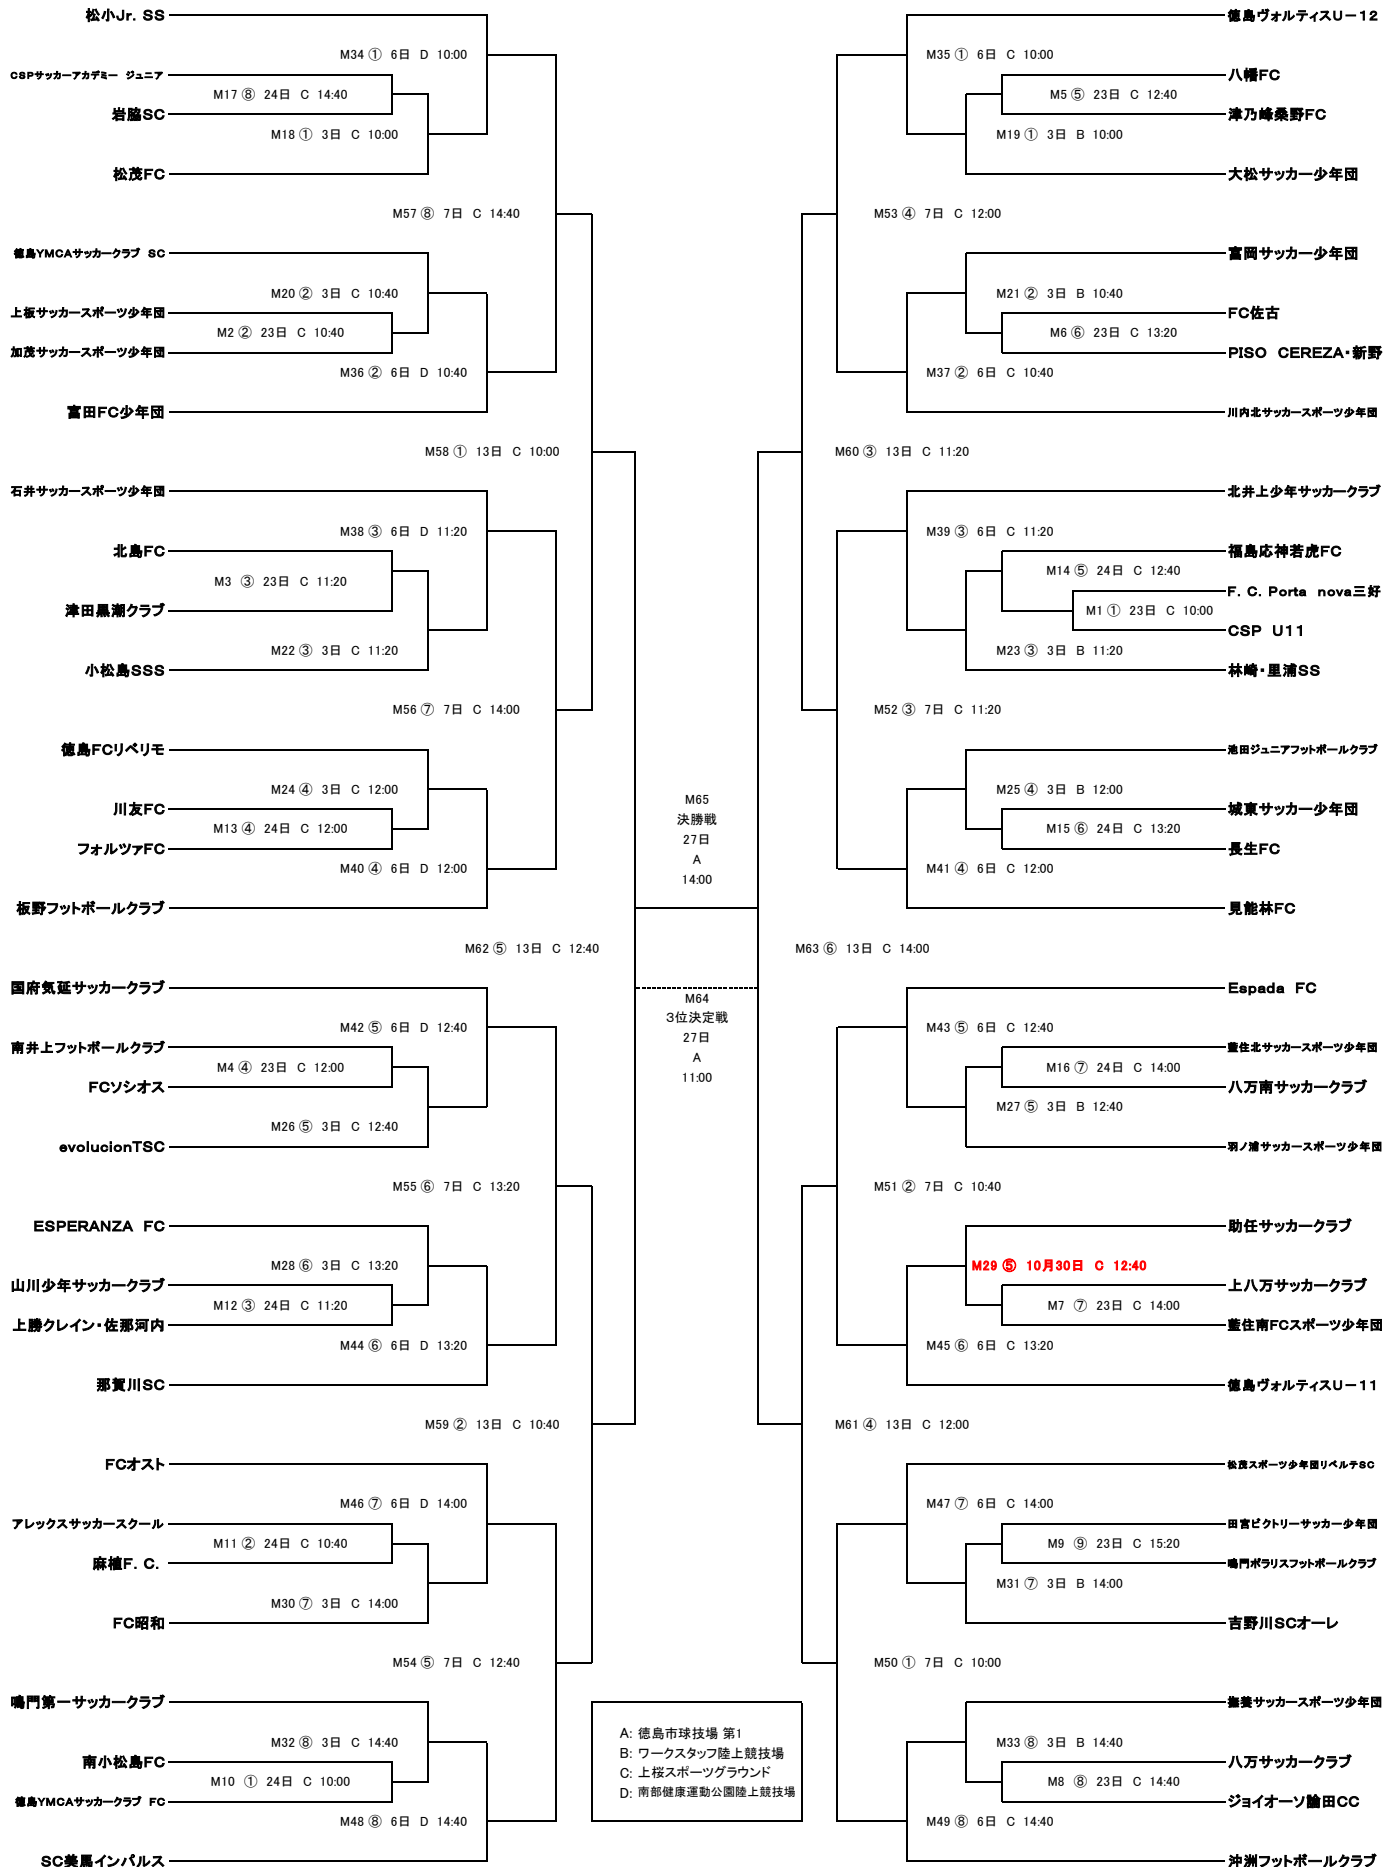 松小Jr. SS
M34 ① 6日 D 10:00
CSPサッカーアカデミー ジュニア
M17 ⑧ 24日 C 14:40
岩脇SC
M18 ① 3日 C 10:00
松茂FC
M57 ⑧ 7日 C 14:40
徳島YMCAサッカークラブ SC
M20 ② 3日 C 10:40
上板サッカースポーツ少年団
M2 ② 23日 C 10:40
加茂サッカースポーツ少年団
M36 ② 6日 D 10:40
富田FC少年団
M58 ① 13日 C 10:00
石井サッカースポーツ少年団
M38 ③ 6日 D 11:20
北島FC
M3 ③ 23日 C 11:20
津田黒潮クラブ
M22 ③ 3日 C 11:20
小松島SSS
M56 ⑦ 7日 C 14:00
徳島FCリベリモ
M24 ④ 3日 C 12:00
川友FC
M13 ④ 24日 C 12:00
フォルツァFC
M40 ④ 6日 D 12:00
板野フットボールクラブ
M62 ⑤ 13日 C 12:40
国府気延サッカークラブ
M42 ⑤ 6日 D 12:40
南井上フットボールクラブ
M4 ④ 23日 C 12:00
FCソシオス
M26 ⑤ 3日 C 12:40
evolucionTSC
M55 ⑥ 7日 C 13:20
ESPERANZA FC
M28 ⑥ 3日 C 13:20
山川少年サッカークラブ
M12 ③ 24日 C 11:20
上勝クレイン・佐那河内
M44 ⑥ 6日 D 13:20
那賀川SC
M59 ② 13日 C 10:40
FCオスト
M46 ⑦ 6日 D 14:00
アレックスサッカースクール
M11 ② 24日 C 10:40
麻植F. C.
M30 ⑦ 3日 C 14:00
FC昭和
M54 ⑤ 7日 C 12:40
鳴門第一サッカークラブ
M32 ⑧ 3日 C 14:40
南小松島FC
M10 ① 24日 C 10:00
徳島YMCAサッカークラブ FC
M48 ⑧ 6日 D 14:40
SC美馬インパルス
M65
決勝戦
27日
A
14:00
M64
3位決定戦
27日
A
11:00
A: 徳島市球技場 第1
B: ワークスタッフ陸上競技場
C: 上桜スポーツグラウンド
D: 南部健康運動公園陸上競技場
徳島ヴォルティスU－12
M35 ① 6日 C 10:00
八幡FC
M5 ⑤ 23日 C 12:40
津乃峰桑野FC
M19 ① 3日 B 10:00
大松サッカー少年団
M53 ④ 7日 C 12:00
富岡サッカー少年団
M21 ② 3日 B 10:40
FC佐古
M6 ⑥ 23日 C 13:20
PISO CEREZA・新野
M37 ② 6日 C 10:40
川内北サッカースポーツ少年団
M60 ③ 13日 C 11:20
北井上少年サッカークラブ
M39 ③ 6日 C 11:20
福島応神若虎FC
M14 ⑤ 24日 C 12:40
F. C. Porta nova三好
M1 ① 23日 C 10:00
CSP U11
M23 ③ 3日 B 11:20
林崎・里浦SS
M52 ③ 7日 C 11:20
池田ジュニアフットボールクラブ
M25 ④ 3日 B 12:00
城東サッカー少年団
M15 ⑥ 24日 C 13:20
長生FC
M41 ④ 6日 C 12:00
見能林FC
M63 ⑥ 13日 C 14:00
Espada FC
M43 ⑤ 6日 C 12:40
藍住北サッカースポーツ少年団
M16 ⑦ 24日 C 14:00
八万南サッカークラブ
M27 ⑤ 3日 B 12:40
羽ノ浦サッカースポーツ少年団
M51 ② 7日 C 10:40
助任サッカークラブ
M29 ⑤ 10月30日 C 12:40
上八万サッカークラブ
M7 ⑦ 23日 C 14:00
藍住南FCスポーツ少年団
M45 ⑥ 6日 C 13:20
徳島ヴォルティスU－11
M61 ④ 13日 C 12:00
松茂スポーツ少年団リベルテSC
M47 ⑦ 6日 C 14:00
田宮ビクトリーサッカー少年団
M9 ⑨ 23日 C 15:20
鳴門ポラリスフットボールクラブ
M31 ⑦ 3日 B 14:00
吉野川SCオーレ
M50 ① 7日 C 10:00
撫養サッカースポーツ少年団
M33 ⑧ 3日 B 14:40
八万サッカークラブ
M8 ⑧ 23日 C 14:40
ジョイオーソ論田CC
M49 ⑧ 6日 C 14:40
沖洲フットボールクラブ